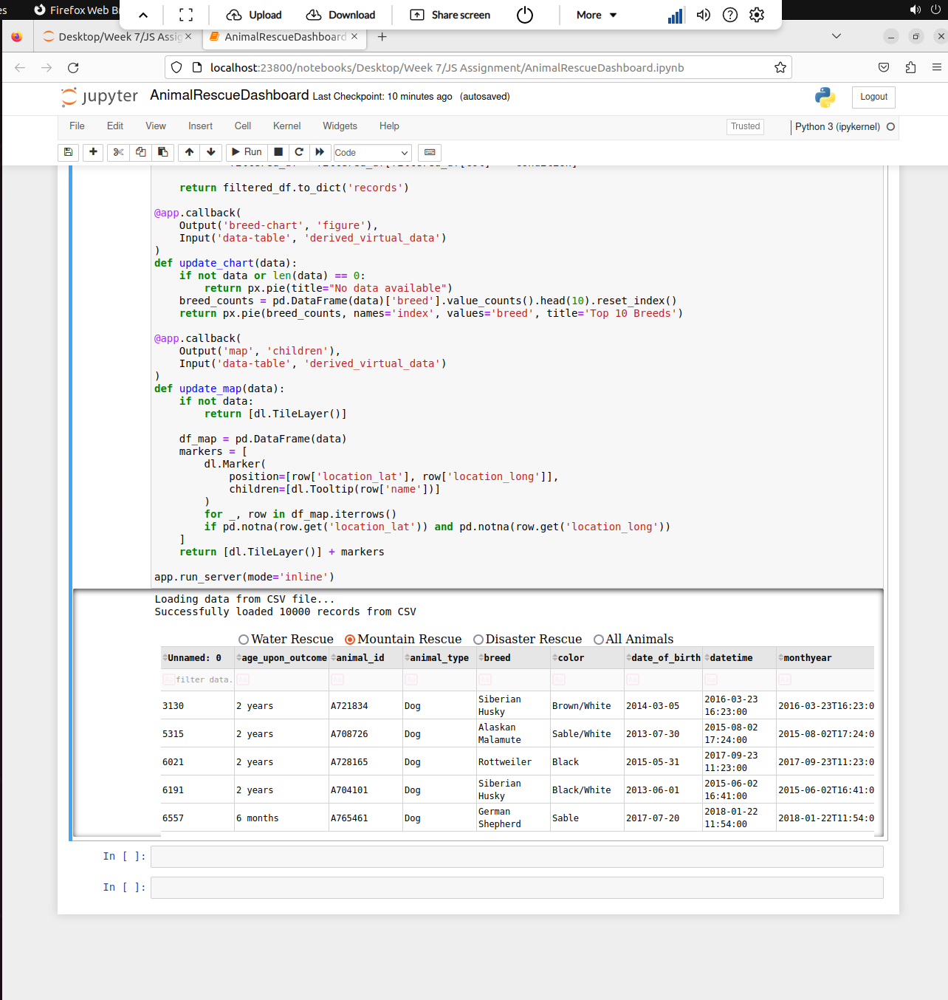 es
Firefox Web B
Upload
Download
Share screen
More
Desktop/Week 7/JS Assig
AnimalRescueDashboard
localhost:23800/notebooks/Desktop/Week 7/JS Assignment/AnimalRescueDashboard.ipynb
jupyter AnimalRescueDashboard Last Checkpoint: 10 minutes ago (autosaved)
Logout
File Edit View Insert Cell Kernel Widgets Help
Trusted
Python 3 (ipykernel)
Run
Code
    return filtered_df.to_dict('records')
@app.callback(
    Output('breed-chart', 'figure'),
    Input('data-table', 'derived_virtual_data')
)
def update_chart(data):
    if not data or len(data) == 0:
        return px.pie(title="No data available")
    breed_counts = pd.DataFrame(data)['breed'].value_counts().head(10).reset_index()
    return px.pie(breed_counts, names='index', values='breed', title='Top 10 Breeds')
@app.callback(
    Output('map', 'children'),
    Input('data-table', 'derived_virtual_data')
)
def update_map(data):
    if not data:
        return [dl.TileLayer()]
    df_map = pd.DataFrame(data)
    markers = [
        dl.Marker(
            position=[row['location_lat'], row['location_long']],
            children=[dl.Tooltip(row['name'])]
        )
        for _, row in df_map.iterrows()
        if pd.notna(row.get('location_lat')) and pd.notna(row.get('location_long'))
    ]
    return [dl.TileLayer()] + markers
app.run_server(mode='inline')
Loading data from CSV file...
Successfully loaded 10000 records from CSV
Water Rescue Mountain Rescue Disaster Rescue All Animals
Unnamed: 0 age_upon_outcome animal_id animal_type breed color date_of_birth datetime monthyear
filter data.
3130 2 years A721834 Dog Siberian Husky Brown/White 2014-03-05 2016-03-23 16:23:00 2016-03-23T16:23:0
5315 2 years A708726 Dog Alaskan Malamute Sable/White 2013-07-30 2015-08-02 17:24:00 2015-08-02T17:24:0
6021 2 years A728165 Dog Rottweiler Black 2015-05-31 2017-09-23 11:23:00 2017-09-23T11:23:0
6191 2 years A704101 Dog Siberian Husky Black/White 2013-06-01 2015-06-02 16:41:00 2015-06-02T16:41:0
6557 6 months A765461 Dog German Shepherd Sable 2017-07-20 2018-01-22 11:54:00 2018-01-22T11:54:0
In [ ]:
In [ ]: